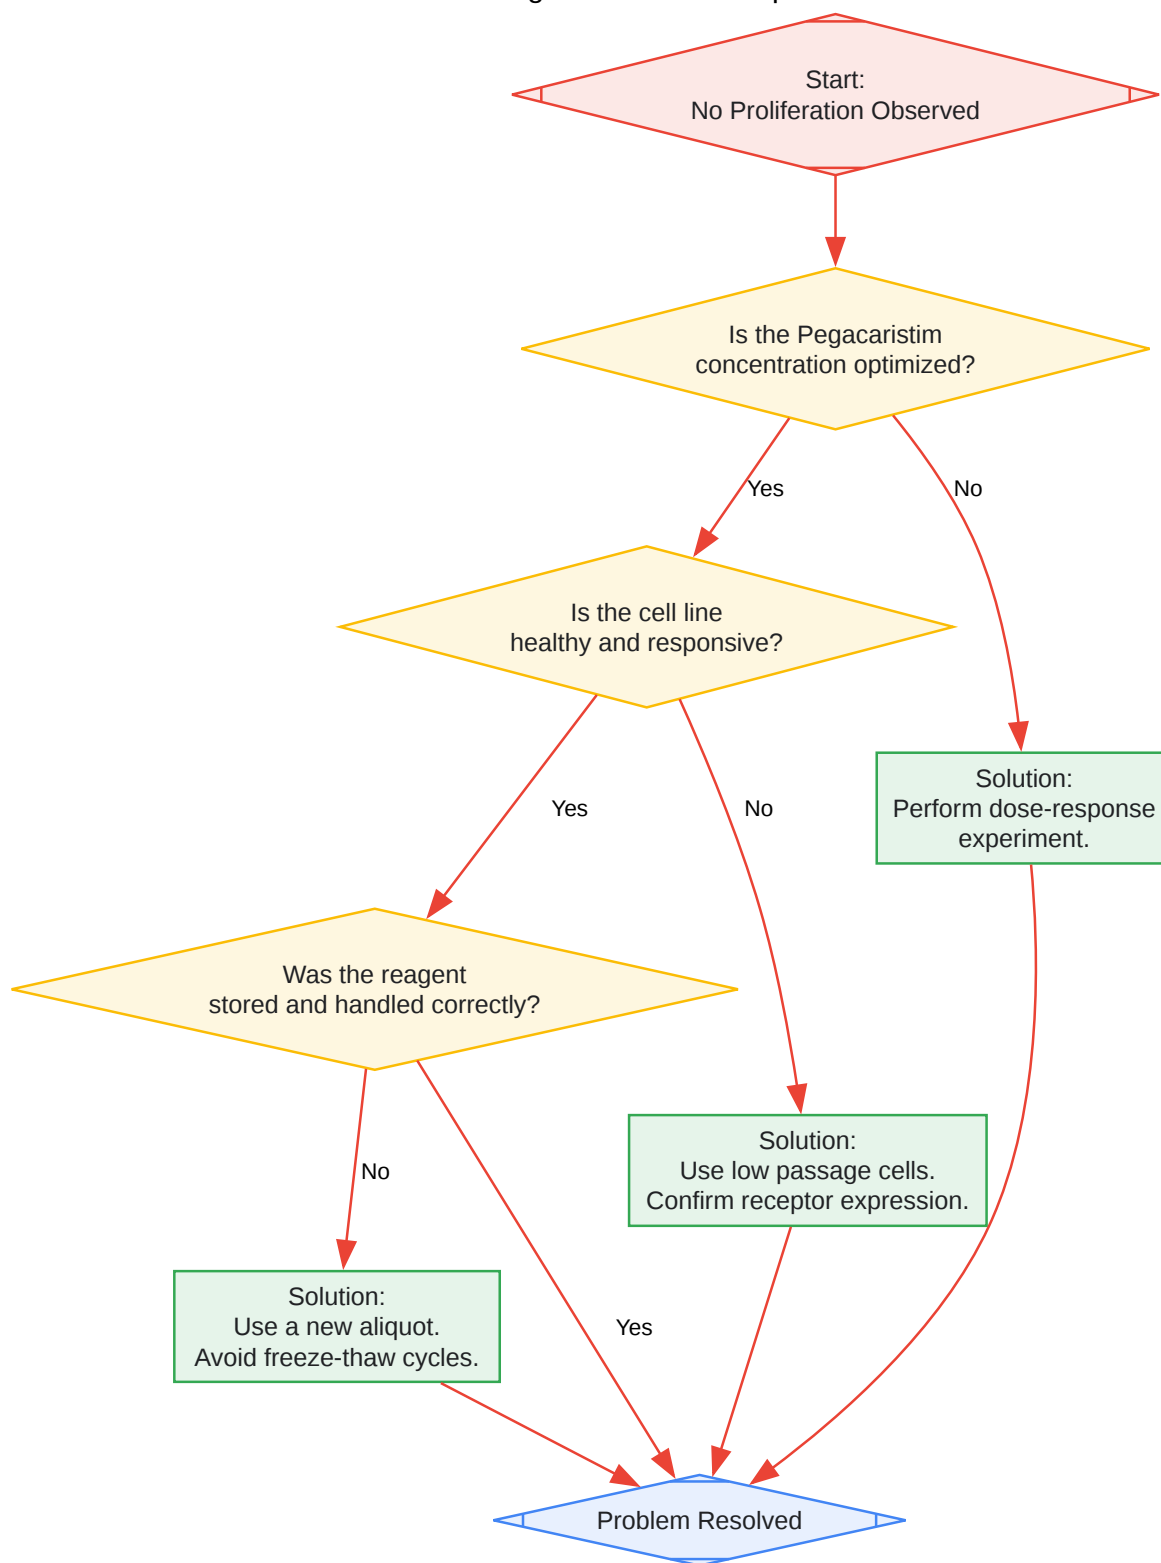 Start:
No Proliferation Observed
Is the Pegacaristim
concentration optimized?
Yes
No
Is the cell line
healthy and responsive?
Yes
No
Solution:
Perform dose-response
experiment.
Was the reagent
stored and handled correctly?
No
Yes
Solution:
Use low passage cells.
Confirm receptor expression.
Solution:
Use a new aliquot.
Avoid freeze-thaw cycles.
Problem Resolved